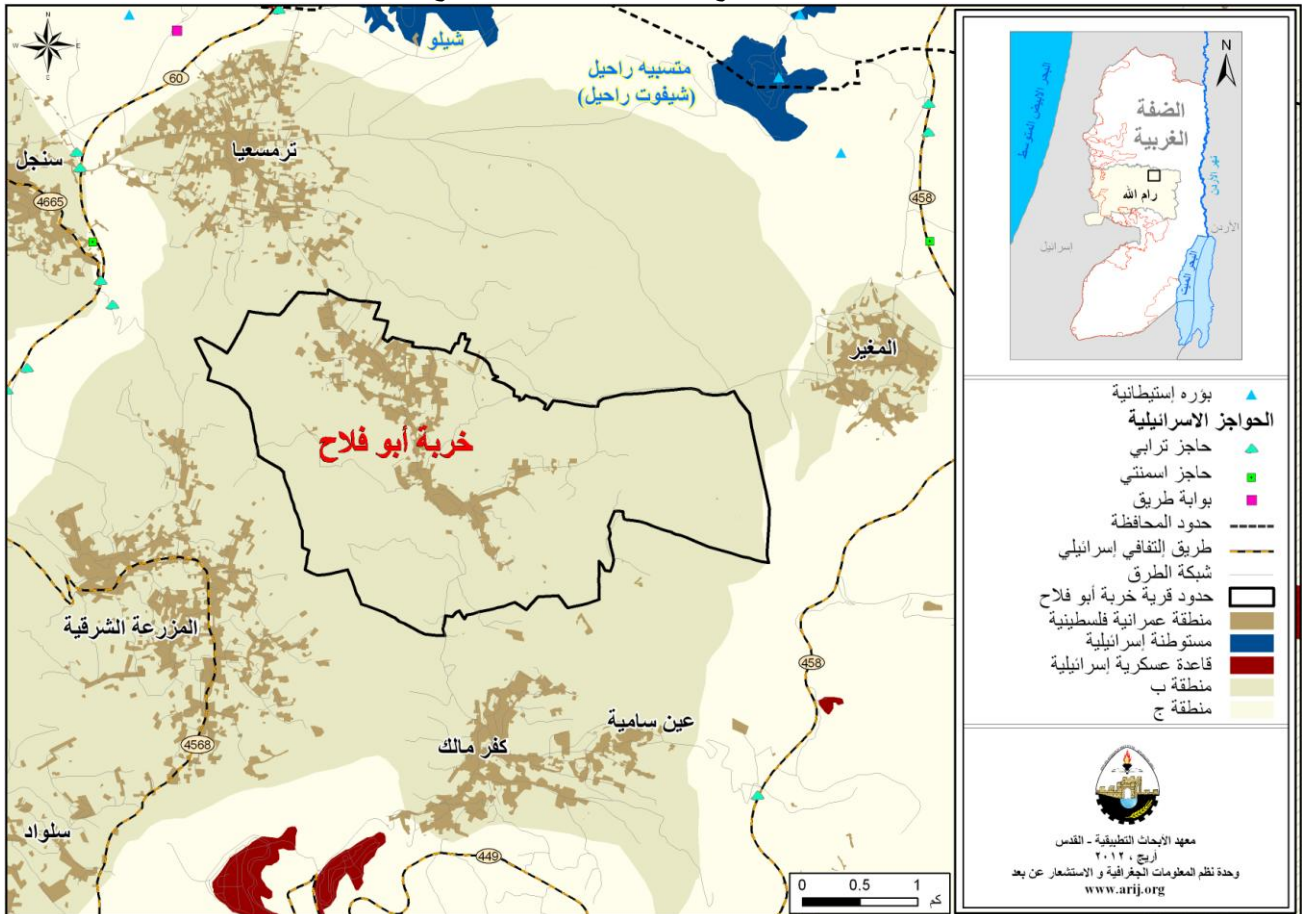 شيلو
متسبيه راحيل
(شيفوت راحيل)
60
ترمسعيا
سنجل
4665
458
المغير
خربة أبو فلاح
المزرعة الشرقية
458
عين سامية
كفر مالك
4568
سلواد
449
0 0.5 1
كم
N
البحر الابيض المتوسط
الضفة
الغربية
نهر الأردن
رام الله
الأردن
اسرائيل
البحر الميت
بؤره إستيطانية
الحواجز الاسرائيلية
حاجز ترابي
حاجز اسمنتي
بوابة طريق
حدود المحافظة
طريق إلتفافي إسرائيلي
شبكة الطرق
حدود قرية خربة أبو فلاح
منطقة عمرانية فلسطينية
مستوطنة إسرائيلية
قاعدة عسكرية إسرائيلية
منطقة ب
منطقة ج
معهد الأبحاث التطبيقية - القدس
أريج ، ٢٠١٢
وحدة نظم المعلومات الجغرافية و الاستشعار عن بعد
www.arij.org